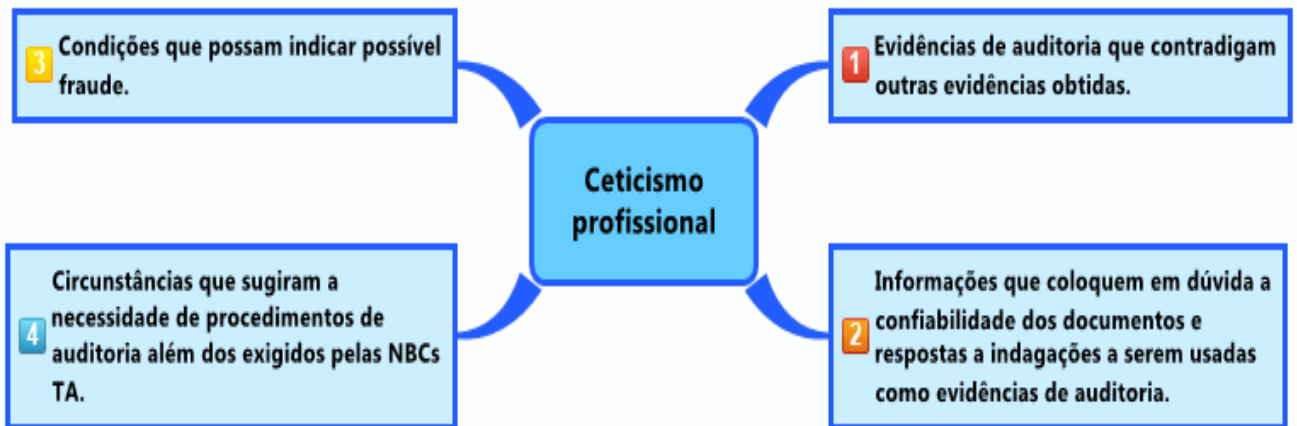 3 Condições que possam indicar possível
fraude.
1 Evidências de auditoria que contradigam
outras evidências obtidas.
Ceticismo
profissional
4 Circunstâncias que sugiram a
necessidade de procedimentos de
auditoria além dos exigidos pelas NBCs
TA.
2 Informações que coloquem em dúvida a
confiabilidade dos documentos e
respostas a indagações a serem usadas
como evidências de auditoria.